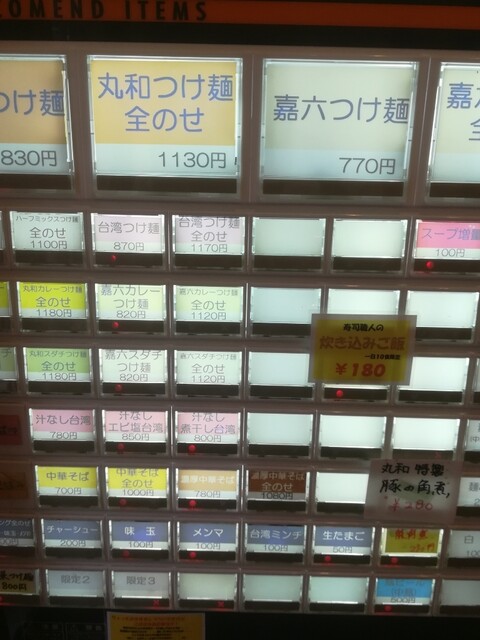 COMEND ITEMS
つけ麺
830円
丸和つけ麺
全のせ
1130円
嘉六つけ麺
770円
ハーフミックスつけ麺
全のせ
1100円
台湾つけ麺
870円
台湾つけ麺
全のせ
1170円
スープ増量
100円
丸和カレーつけ麺
全のせ
1180円
嘉六カレー
つけ麺
820円
嘉六カレーつけ麺
全のせ
1120円
寿司職人の
炊き込みご飯
¥180
丸和スダチつけ麺
全のせ
1180円
嘉六スダチ
つけ麺
820円
嘉六スダチつけ麺
全のせ
1120円
汁なし台湾
780円
汁なし
エビ塩台湾
850円
汁なし
煮干し台湾
800円
中華そば
700円
中華そば
全のせ
1000円
濃厚中華そば
780円
濃厚中華そば
全のせ
1080円
丸和 特製
豚の角煮
チャーシュー
200円
味玉
100円
メンマ
100円
台湾ミンチ
100円
生たまご
50円
限定2
限定3
500円